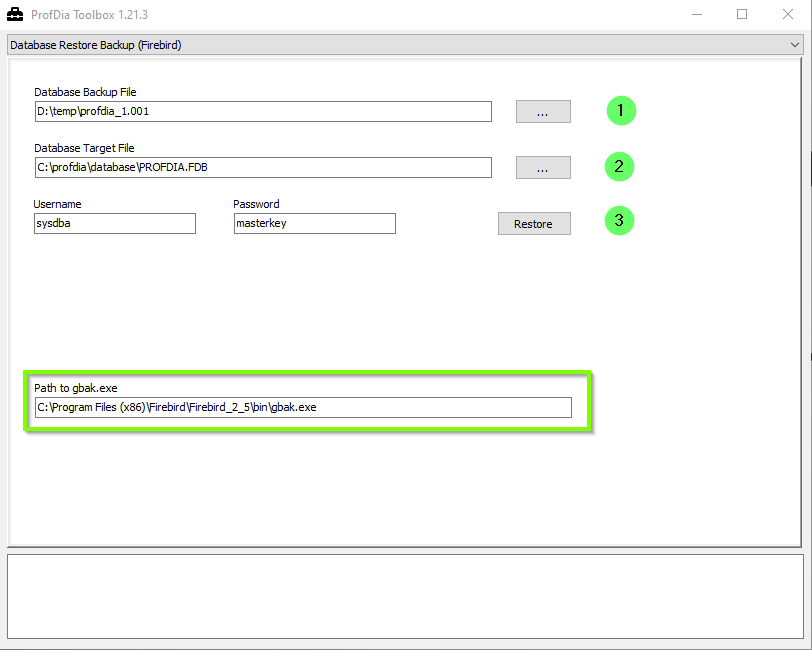 ProfDia Toolbox 1.21.3
Database Restore Backup (Firebird)
Database Backup File
D:\temp\profdia_1.001
...
1
Database Target File
C:\profdia\database\PROFDIA.FDB
...
2
Username
Password
sysdba
masterkey
Restore
3
Path to gbak.exe
C:\Program Files (x86)\Firebird\Firebird_2_5\bin\gbak.exe